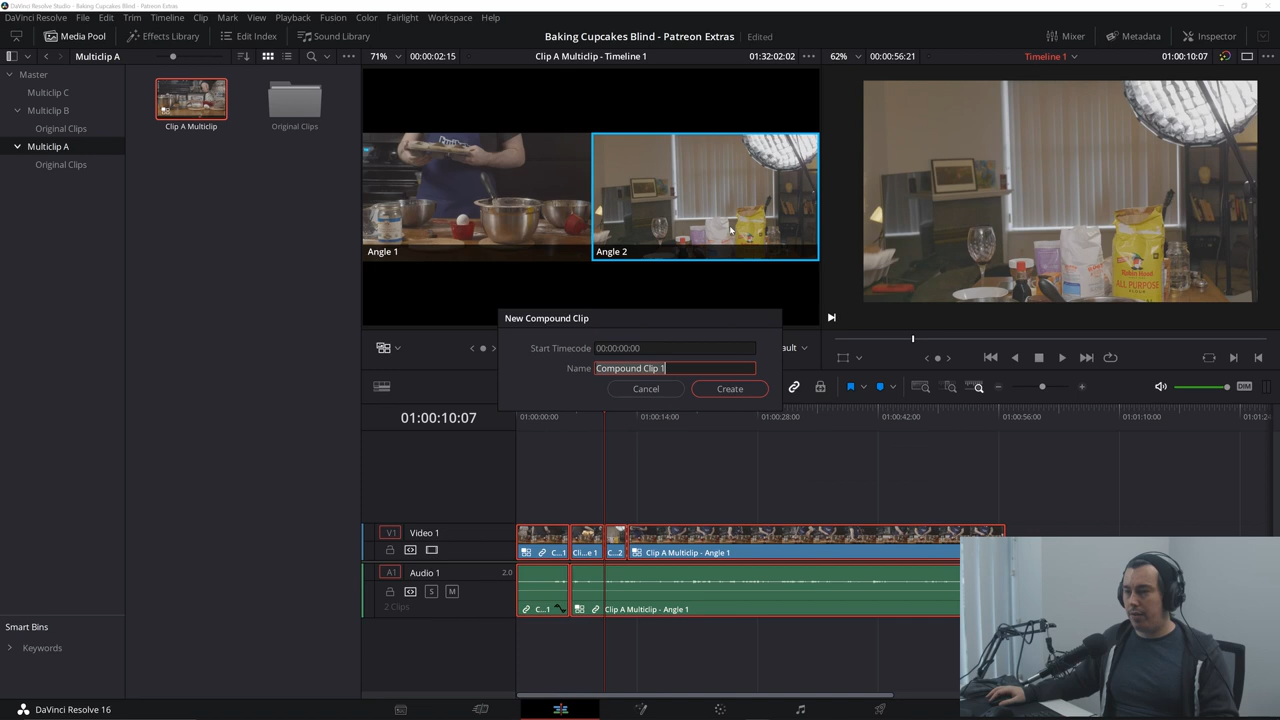 DaVinci Resolve Studio - Baking Cupcakes Blind - Patreon Extras
DaVinci Resolve File Edit Trim Timeline Clip Mark View Playback Fusion Color Fairlight Workspace Help
Media Pool Effects Library Edit Index Sound Library Baking Cupcakes Blind - Patreon Extras Edited Mixer Metadata Inspector
Multiclip A 71% 00:00:02:15 Clip A Multiclip - Timeline 1 01:32:02:02 62% 00:00:56:21 Timeline 1 01:00:10:07
Master
Multiclip C
Multiclip B
Original Clips
Multiclip A
Original Clips
Clip A Multiclip
Original Clips
Angle 1
Angle 2
Robin Hood
ALL PURPOSE
FLOUR
New Compound Clip
Start Timecode 00:00:00:00
Name Compound Clip 1
Cancel Create
ault
DIM
01:00:10:07
01:00:00:00 01:00:14:00 01:00:28:00 01:00:42:00 01:00:56:00 01:01:10:00 01:01:2
V1 Video 1
C...1 Cli...e 1 C...2 Clip A Multiclip - Angle 1
A1 Audio 1 2.0
S M
2 Clips
C...1 Clip A Multiclip - Angle 1
Smart Bins
Keywords
DaVinci Resolve 16